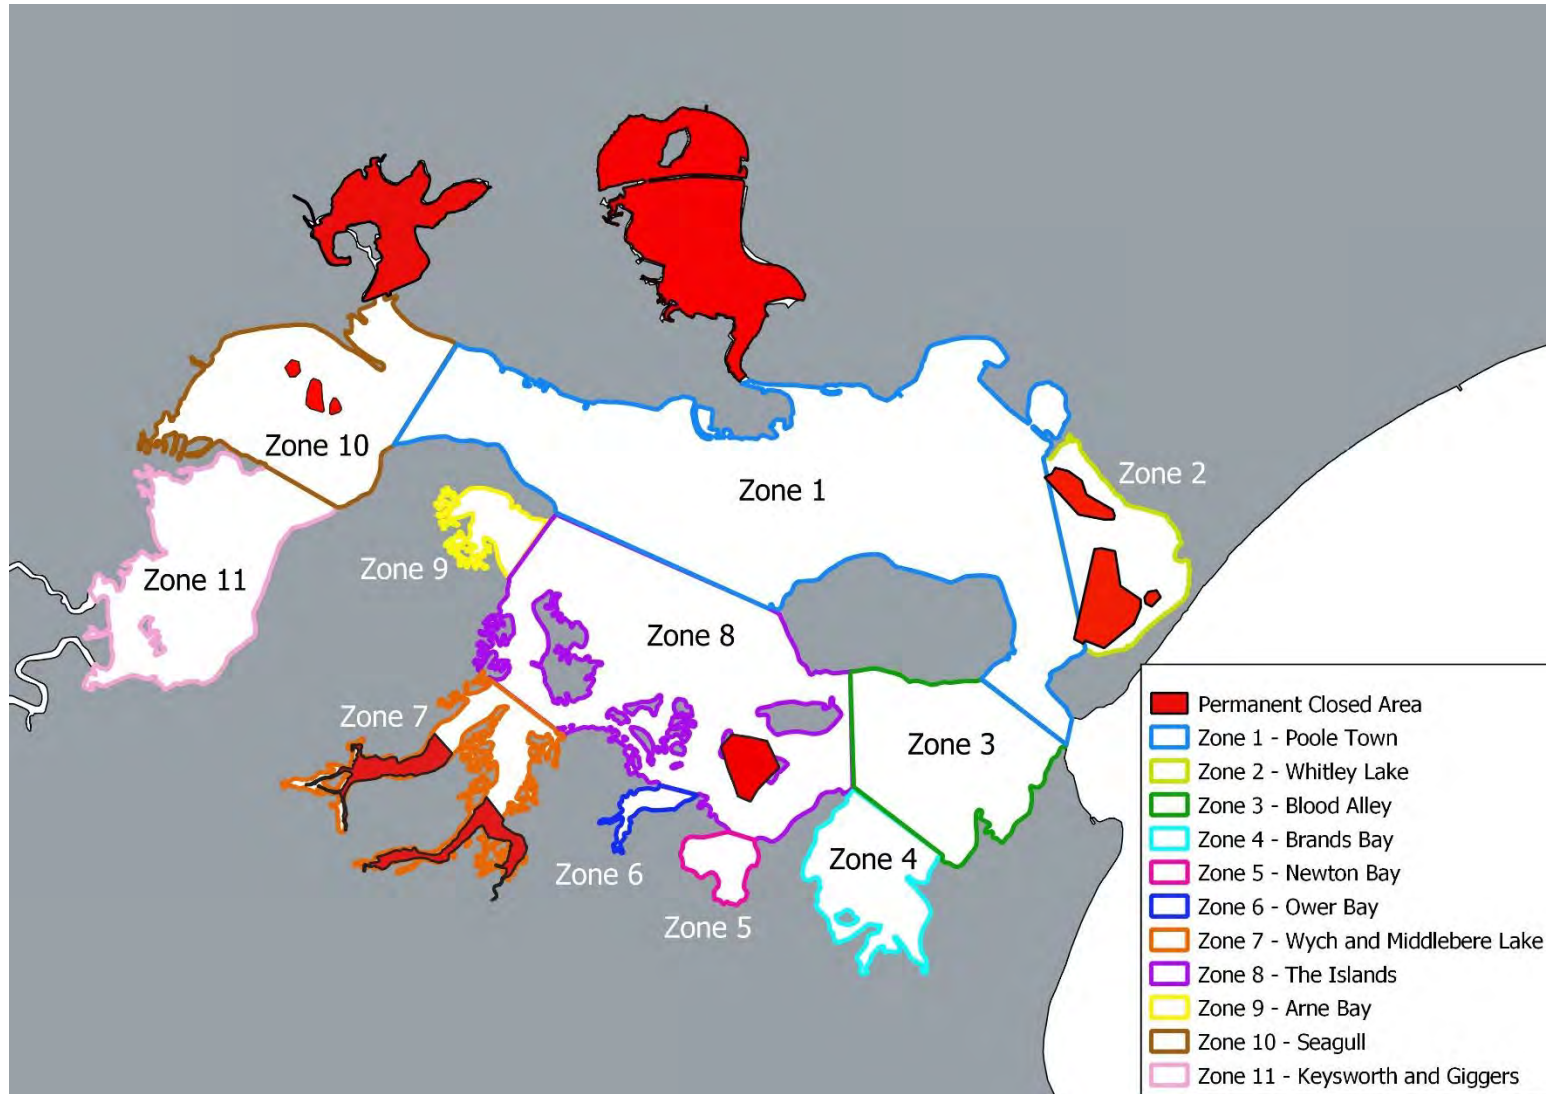 Zone 10
Zone 1
Zone 2
Zone 9
Zone 11
Zone 8
Zone 7
Zone 3
Zone 4
Zone 6
Zone 5
Permanent Closed Area
Zone 1 - Poole Town
Zone 2 - Whitley Lake
Zone 3 - Blood Alley
Zone 4 - Brands Bay
Zone 5 - Newton Bay
Zone 6 - Ower Bay
Zone 7 - Wych and Middlebere Lake
Zone 8 - The Islands
Zone 9 - Arne Bay
Zone 10 - Seagull
Zone 11 - Keysworth and Giggers